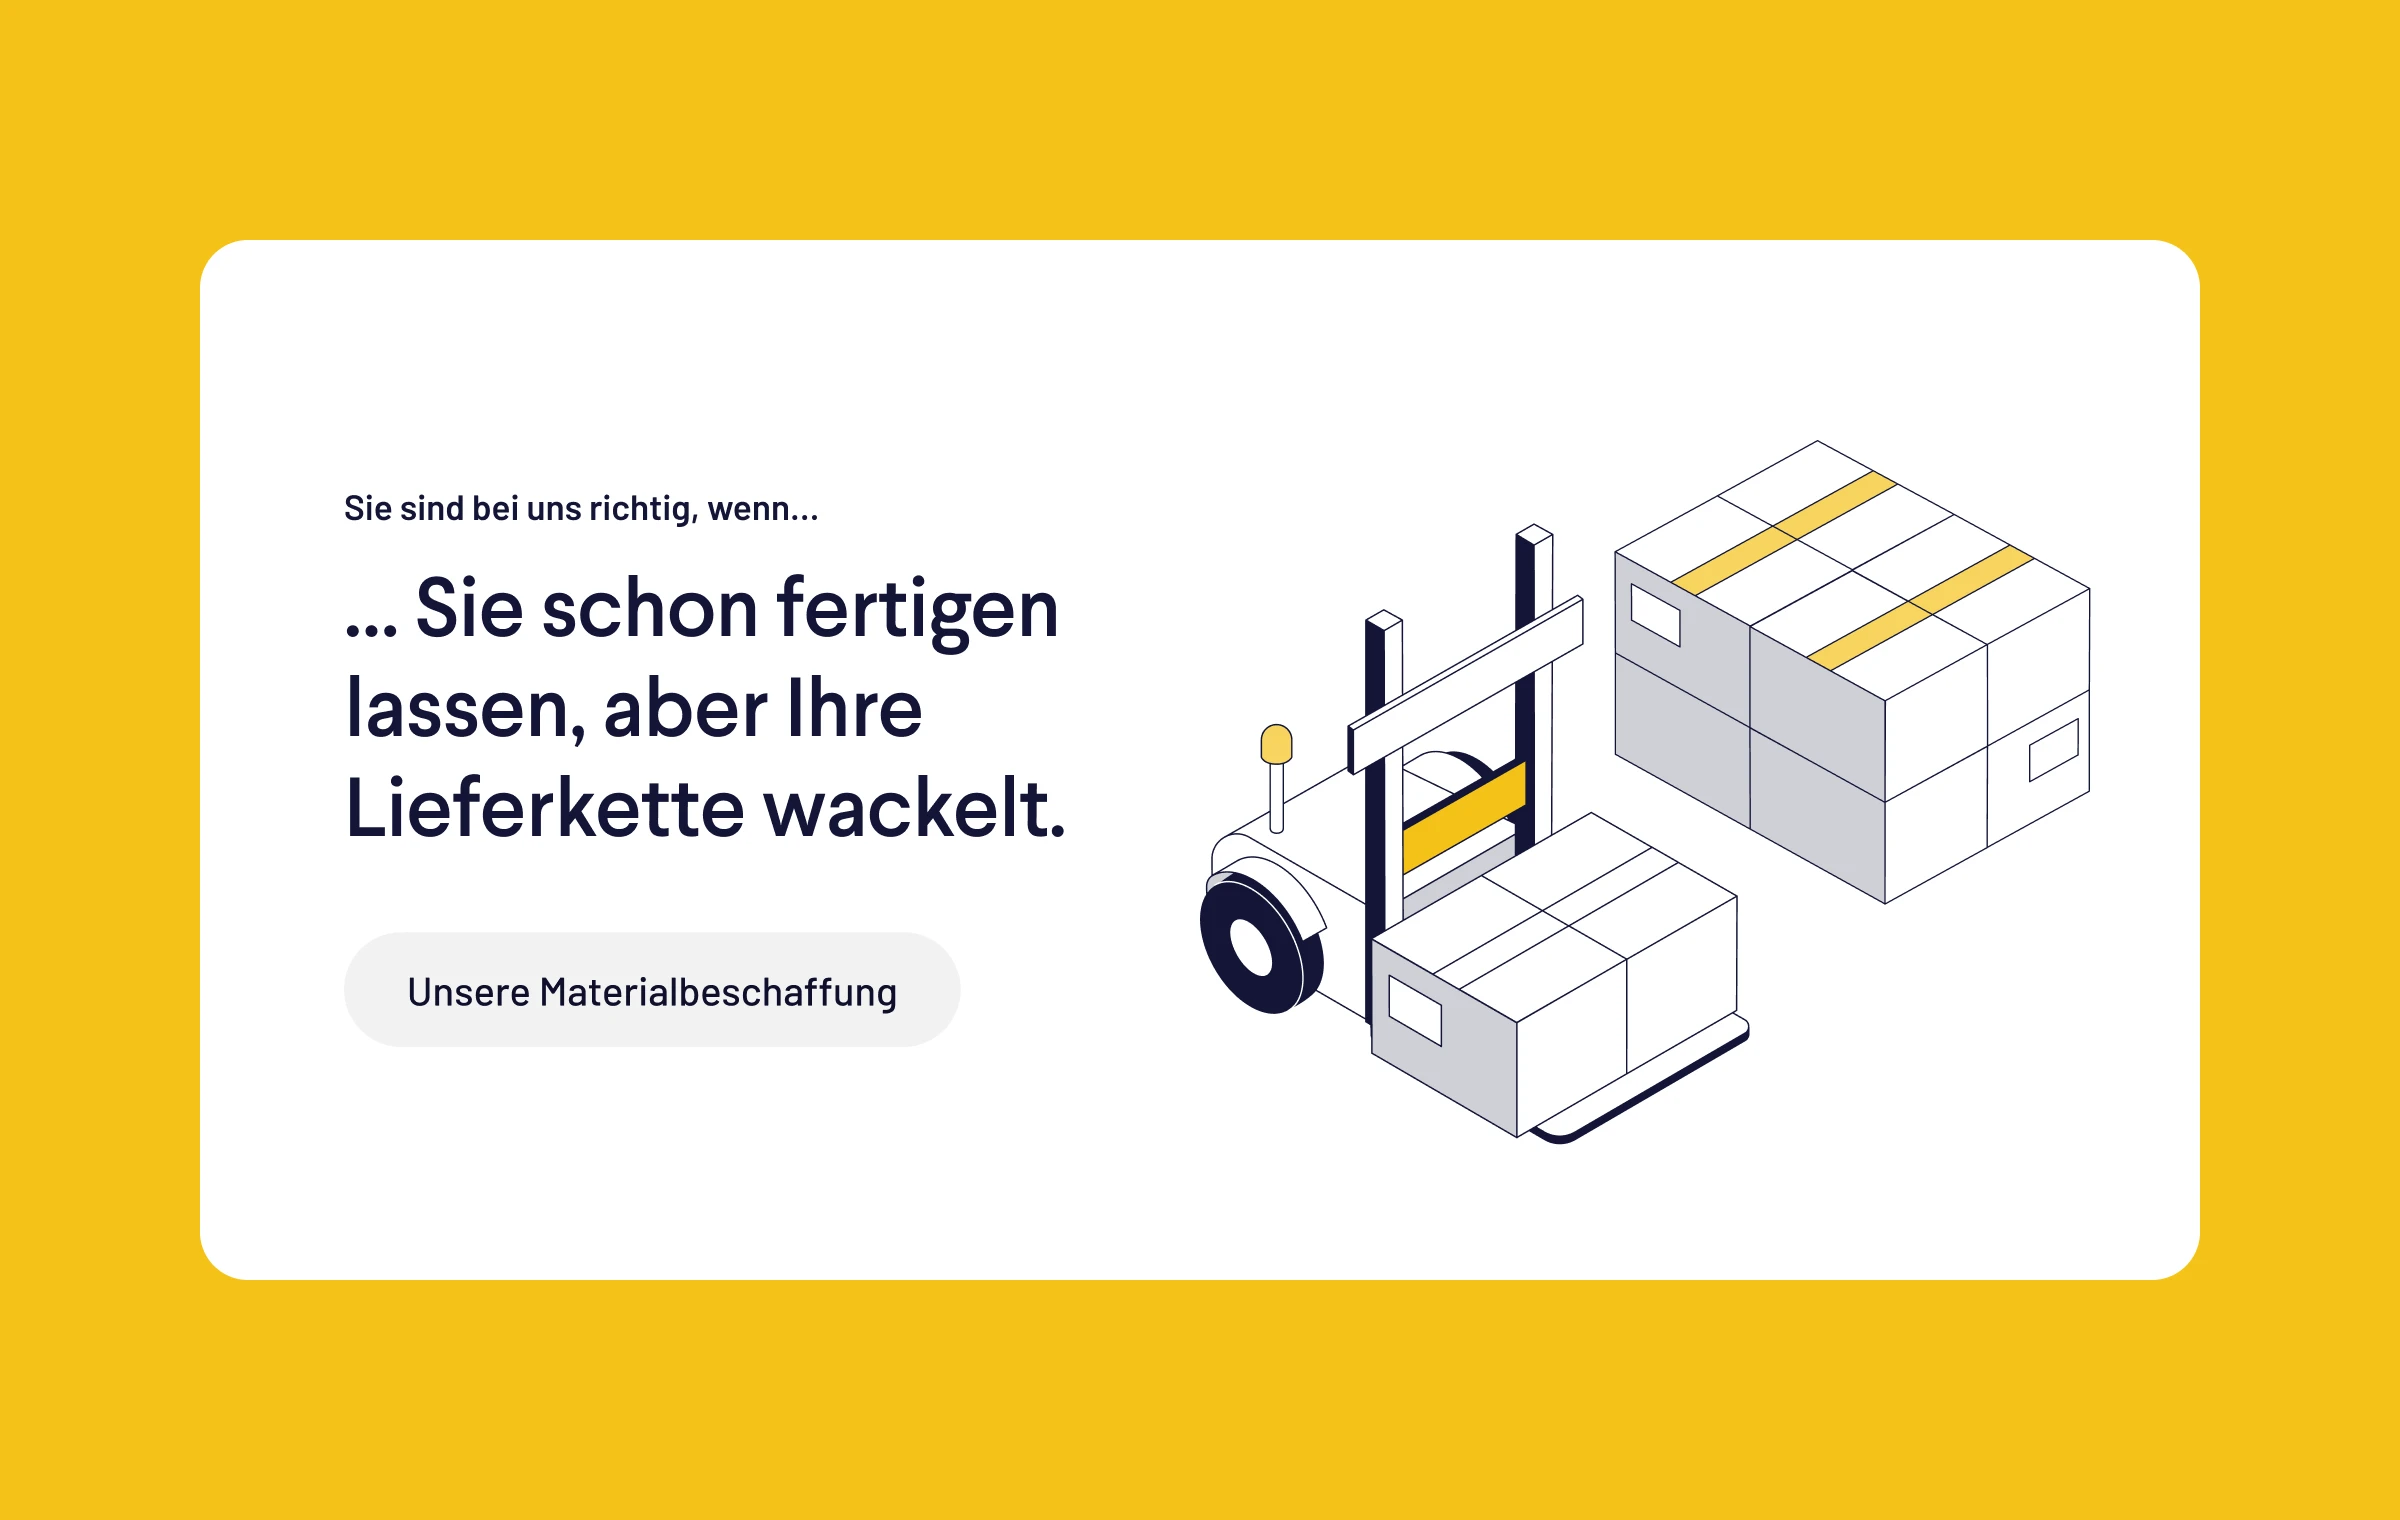 Sie sind bei uns richtig, wenn...
... Sie schon fertigen
lassen, aber Ihre
Lieferkette wackelt.
Unsere Materialbeschaffung